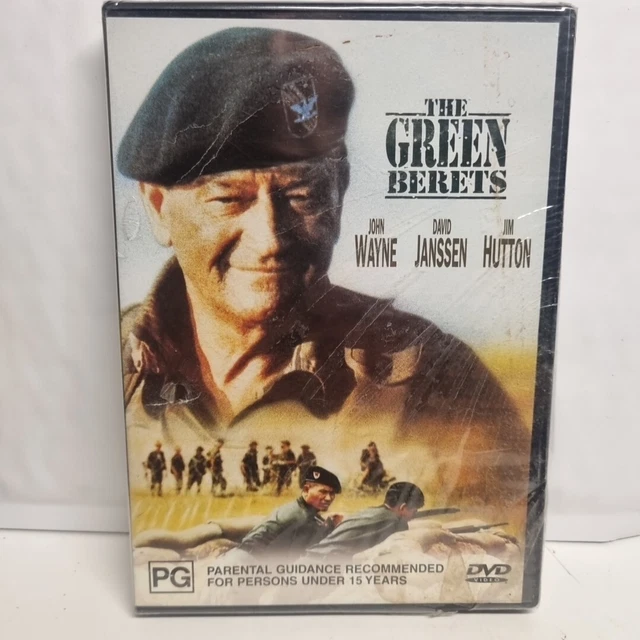 THE
GREEN
BERETS
JOHN WAYNE DAVID JANSSEN JIM HUTTON
PG PARENTAL GUIDANCE RECOMMENDED
FOR PERSONS UNDER 15 YEARS
DVD
VIDEO